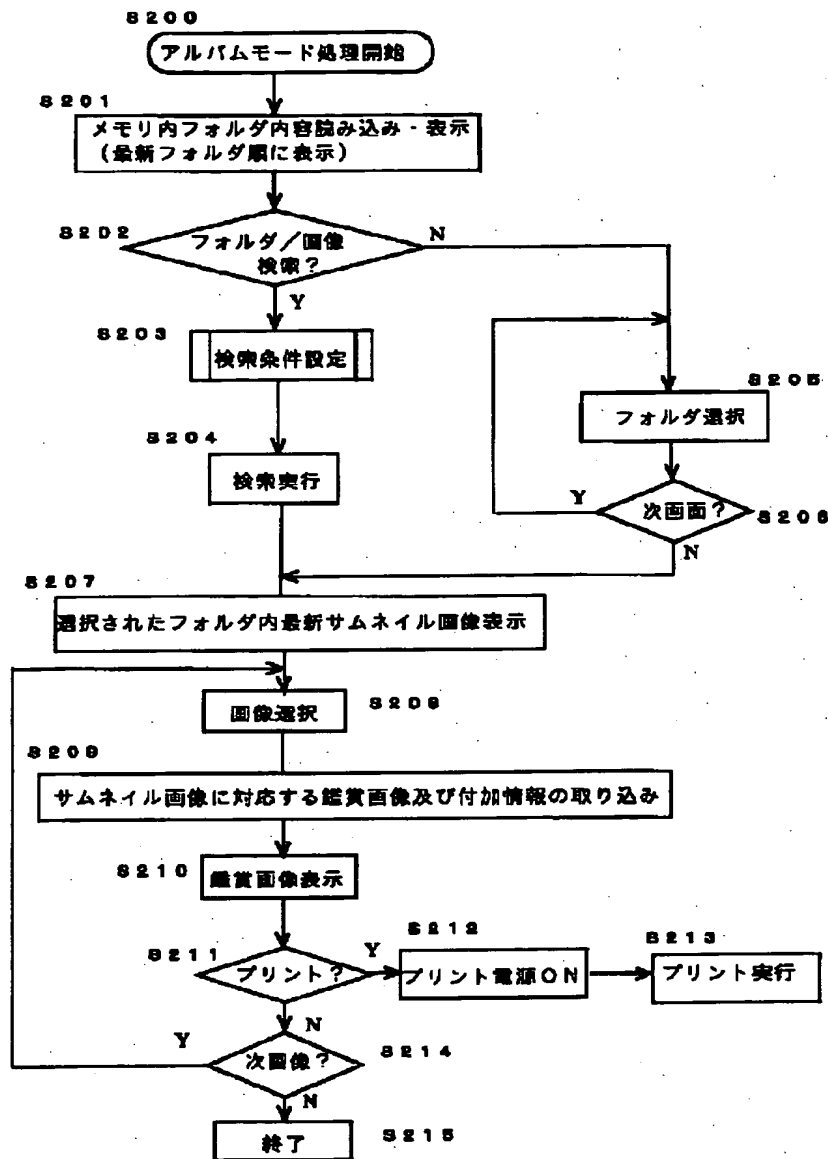 S200
アルバムモード処理開始
S201
メモリ内フォルダ内容読み込み・表示
(最新フォルダ順に表示)
S202
フォルダ/画像
検索?
N
Y
S203
検索条件設定
S204
検索実行
S205
フォルダ選択
Y
次画面?
S206
N
S207
選択されたフォルダ内最新サムネイル画像表示
画像選択
S208
S209
サムネイル画像に対応する鑑賞画像及び付加情報の取り込み
S210
鑑賞画像表示
S211
プリント?
Y
S212
プリント電源ON
S213
プリント実行
N
Y
次画像?
S214
N
終了
S215